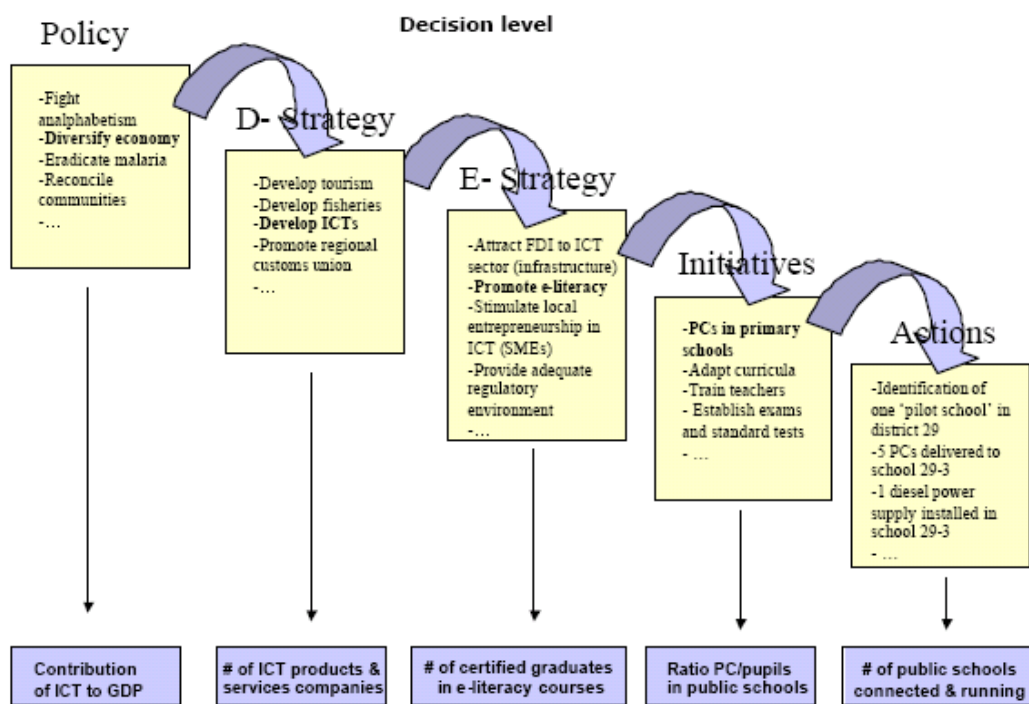 Decision level
Policy
-Fight
analphabetism
-Diversify economy
-Eradicate malaria
-Reconcile
communities
-…
D- Strategy
-Develop tourism
-Develop fisheries
-Develop ICTs
-Promote regional
customs union
-…
E- Strategy
-Attract FDI to ICT
sector (infrastructure)
-Promote e-literacy
-Stimulate local
entrepreneurship in
ICT (SMEs)
-Provide adequate
regulatory
environment
-…
Initiatives
-PCs in primary
schools
-Adapt curricula
-Train teachers
- Establish exams
and standard tests
- …
Actions
-Identification of
one ‘pilot school’ in
district 29
-5 PCs delivered to
school 29-3
-1 diesel power
supply installed in
school 29-3
- …
Contribution
of ICT to GDP
# of ICT products &
services companies
# of certified graduates
in e-literacy courses
Ratio PC/pupils
in public schools
# of public schools
connected & running